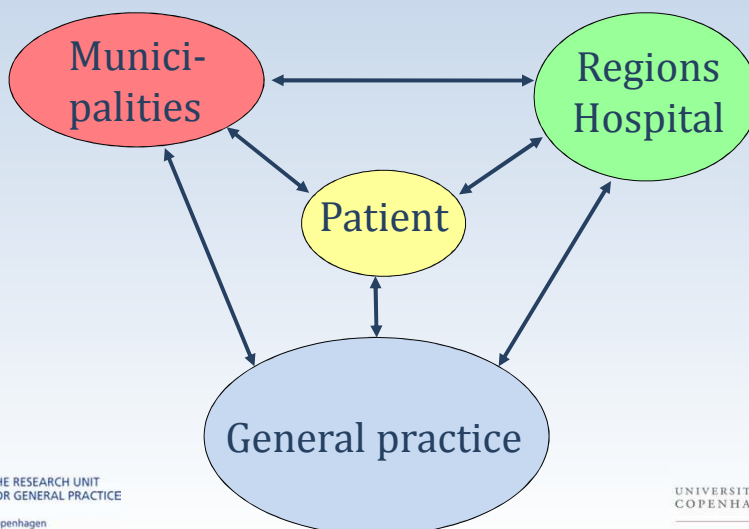 Munici-
palities
Regions
Hospital
Patient
General practice
HE RESEARCH UNIT
OR GENERAL PRACTICE
penhagen
UNIVERSIT
COPENHA